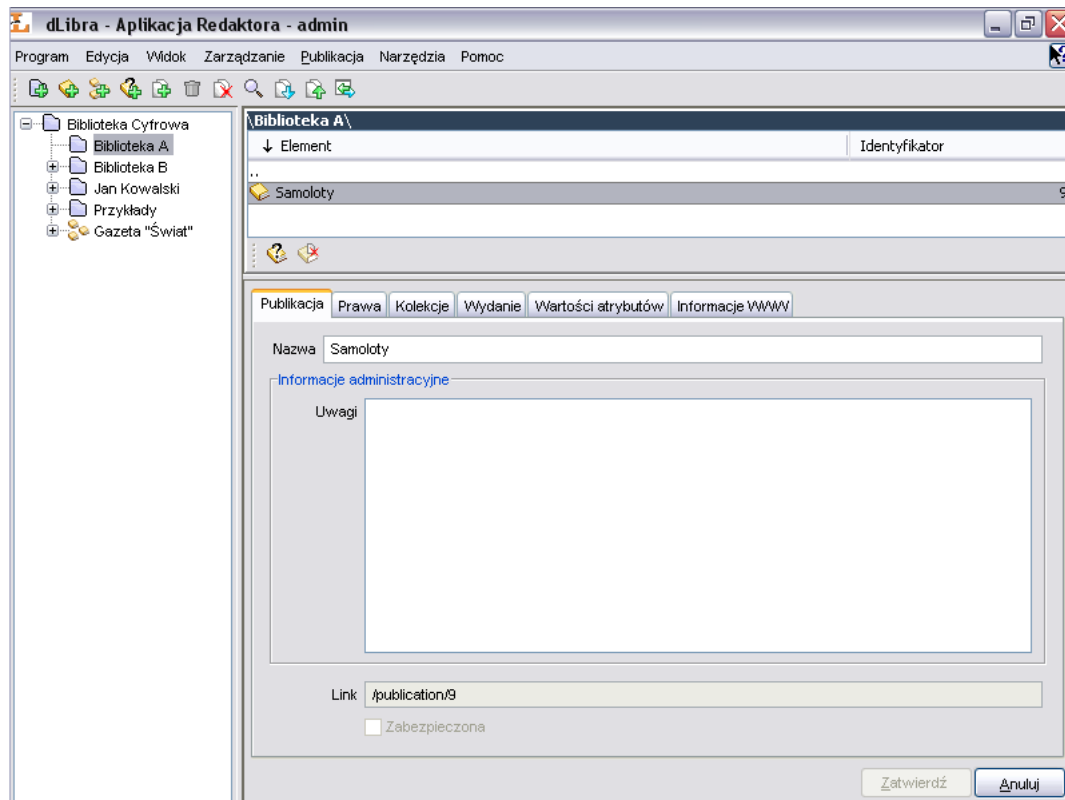 dLibra - Aplikacja Redaktora - admin
Program Edycja Widok Zarządzanie Publikacja Narzędzia Pomoc
Biblioteka Cyfrowa
Biblioteka A
Biblioteka B
Jan Kowalski
Przykłady
Gazeta "Świat"
\Biblioteka A\
Element Identyfikator
..
Samoloty 9
Publikacja Prawa Kolekcje Wydanie Wartości atrybutów Informacje WWW
Nazwa Samoloty
Informacje administracyjne
Uwagi
Link /publication/9
Zabezpieczona
Zatwierdź Anuluj